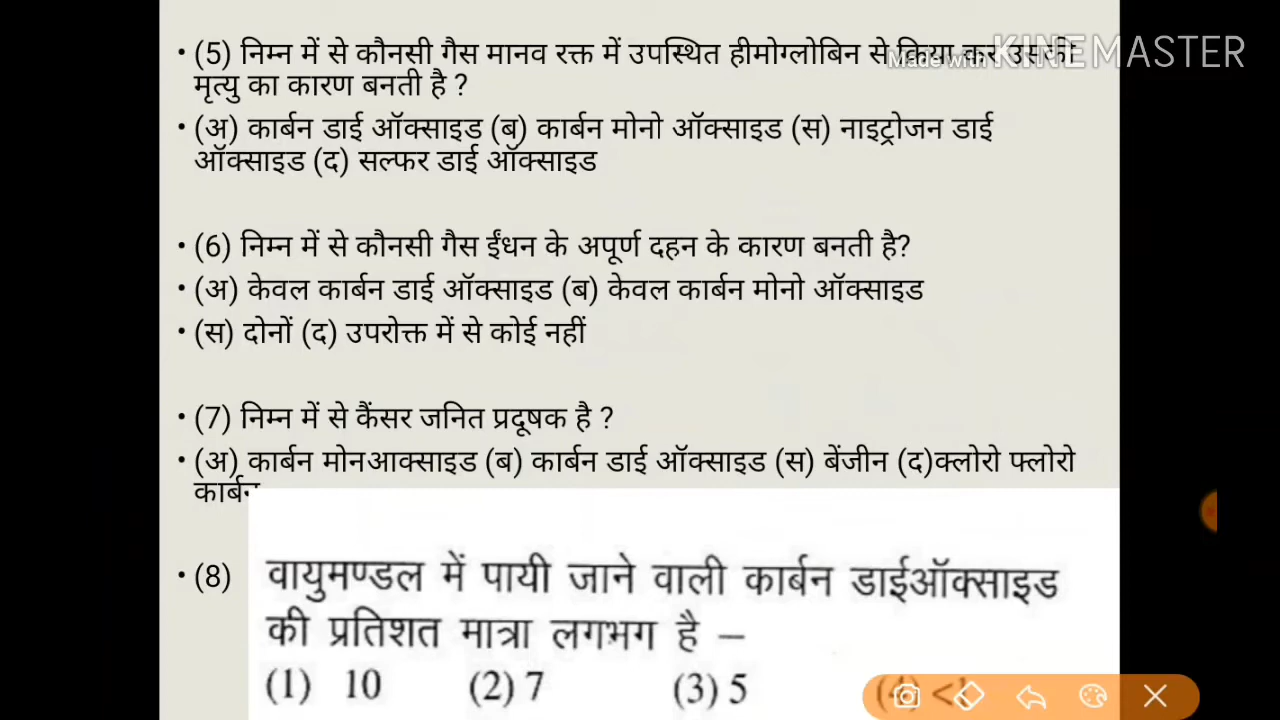 Made with KINEMASTER
• (5) निम्न में से कौनसी गैस मानव रक्त में उपस्थित हीमोग्लोबिन से क्रिया कर उसकी
मृत्यु का कारण बनती है ?
• (अ) कार्बन डाई ऑक्साइड (ब) कार्बन मोनो ऑक्साइड (स) नाइट्रोजन डाई
ऑक्साइड (द) सल्फर डाई ऑक्साइड
• (6) निम्न में से कौनसी गैस ईंधन के अपूर्ण दहन के कारण बनती है?
• (अ) केवल कार्बन डाई ऑक्साइड (ब) केवल कार्बन मोनो ऑक्साइड
• (स) दोनों (द) उपरोक्त में से कोई नहीं
• (7) निम्न में से कैंसर जनित प्रदूषक है ?
• (अ) कार्बन मोनआक्साइड (ब) कार्बन डाई ऑक्साइड (स) बेंजीन (द)क्लोरो फ्लोरो
कार्बन
• (8) वायुमण्डल में पायी जाने वाली कार्बन डाईऑक्साइड
की प्रतिशत मात्रा लगभग है –
(1) 10 (2) 7 (3) 5